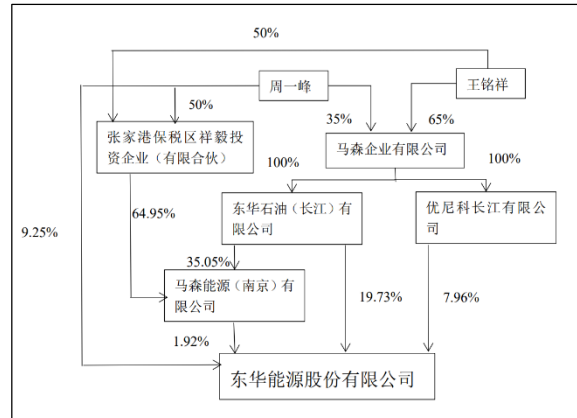 50%
周一峰
王铭祥
50%
35%
65%
张家港保税区祥毅投
资企业（有限合伙）
马森企业有限公司
100%
100%
东华石油（长江）有
限公司
优尼科长江有限公
司
64.95%
9.25%
35.05%
马森能源（南京）有
限公司
19.73%
7.96%
1.92%
东华能源股份有限公司